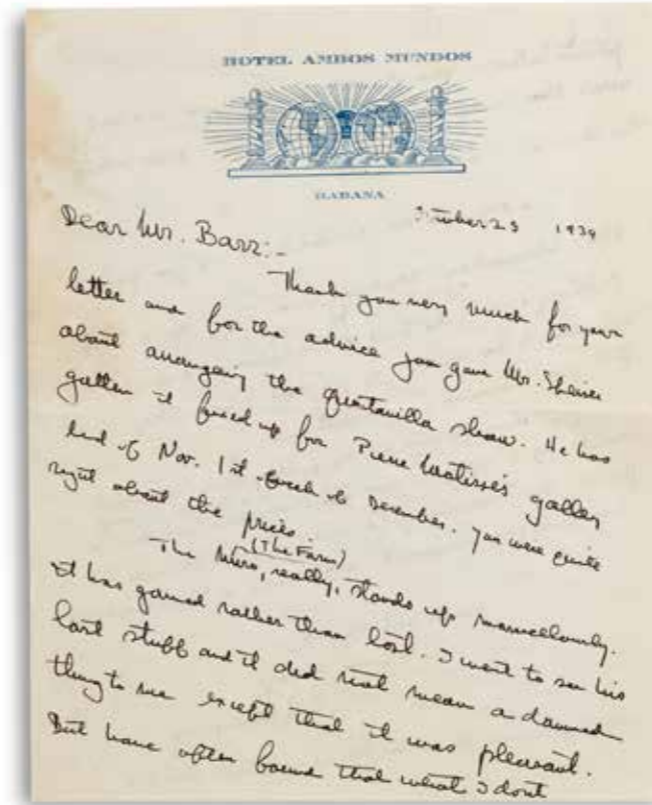 HOTEL AMBOS MUNDOS
HABANA
October 23 1934
Dear Mr. Barr:-
Thank you very much for your
letter and for the advice you gave Mr.
about arranging the Quintanilla show. He has
gotten it fixed up for Pierre Matisse's gallery
end of Nov. 1st week of December. You were quite
right about the prices.
(The Farm)
The Miro, really, stands up marvellously.
It has gained rather than lost. I went to see his
last stuff and it did not mean a damned
thing to me except that it was pleasant.
But have often found that what I dont